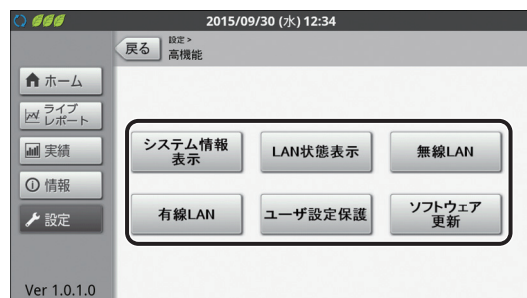 2015/09/30 (水) 12:34
戻る
設定 >
高機能
ホーム
ライブ
レポート
実績
情報
設定
システム情報
表示
LAN状態表示
無線LAN
有線LAN
ユーザ設定保護
ソフトウェア
更新
Ver 1.0.1.0